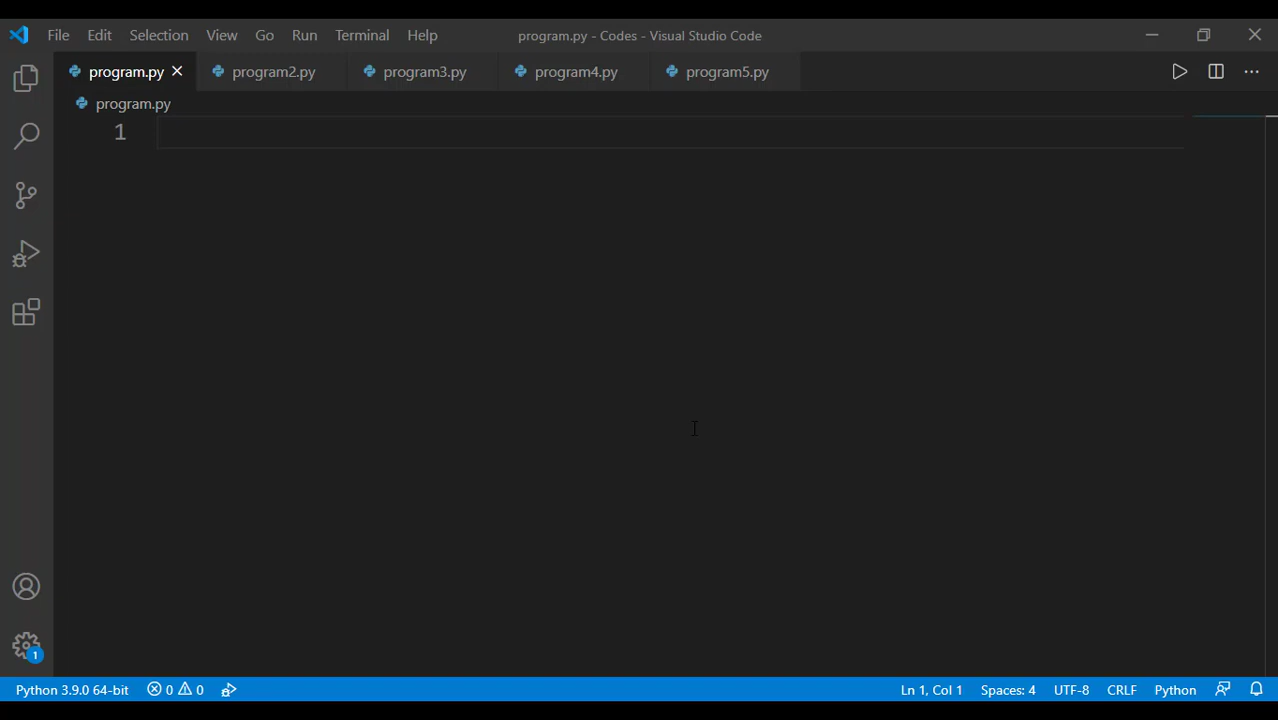 File Edit Selection View Go Run Terminal Help program.py - Codes - Visual Studio Code
program.py program2.py program3.py program4.py program5.py
program.py
1
1
Python 3.9.0 64-bit 0 0 Ln 1, Col 1 Spaces: 4 UTF-8 CRLF Python